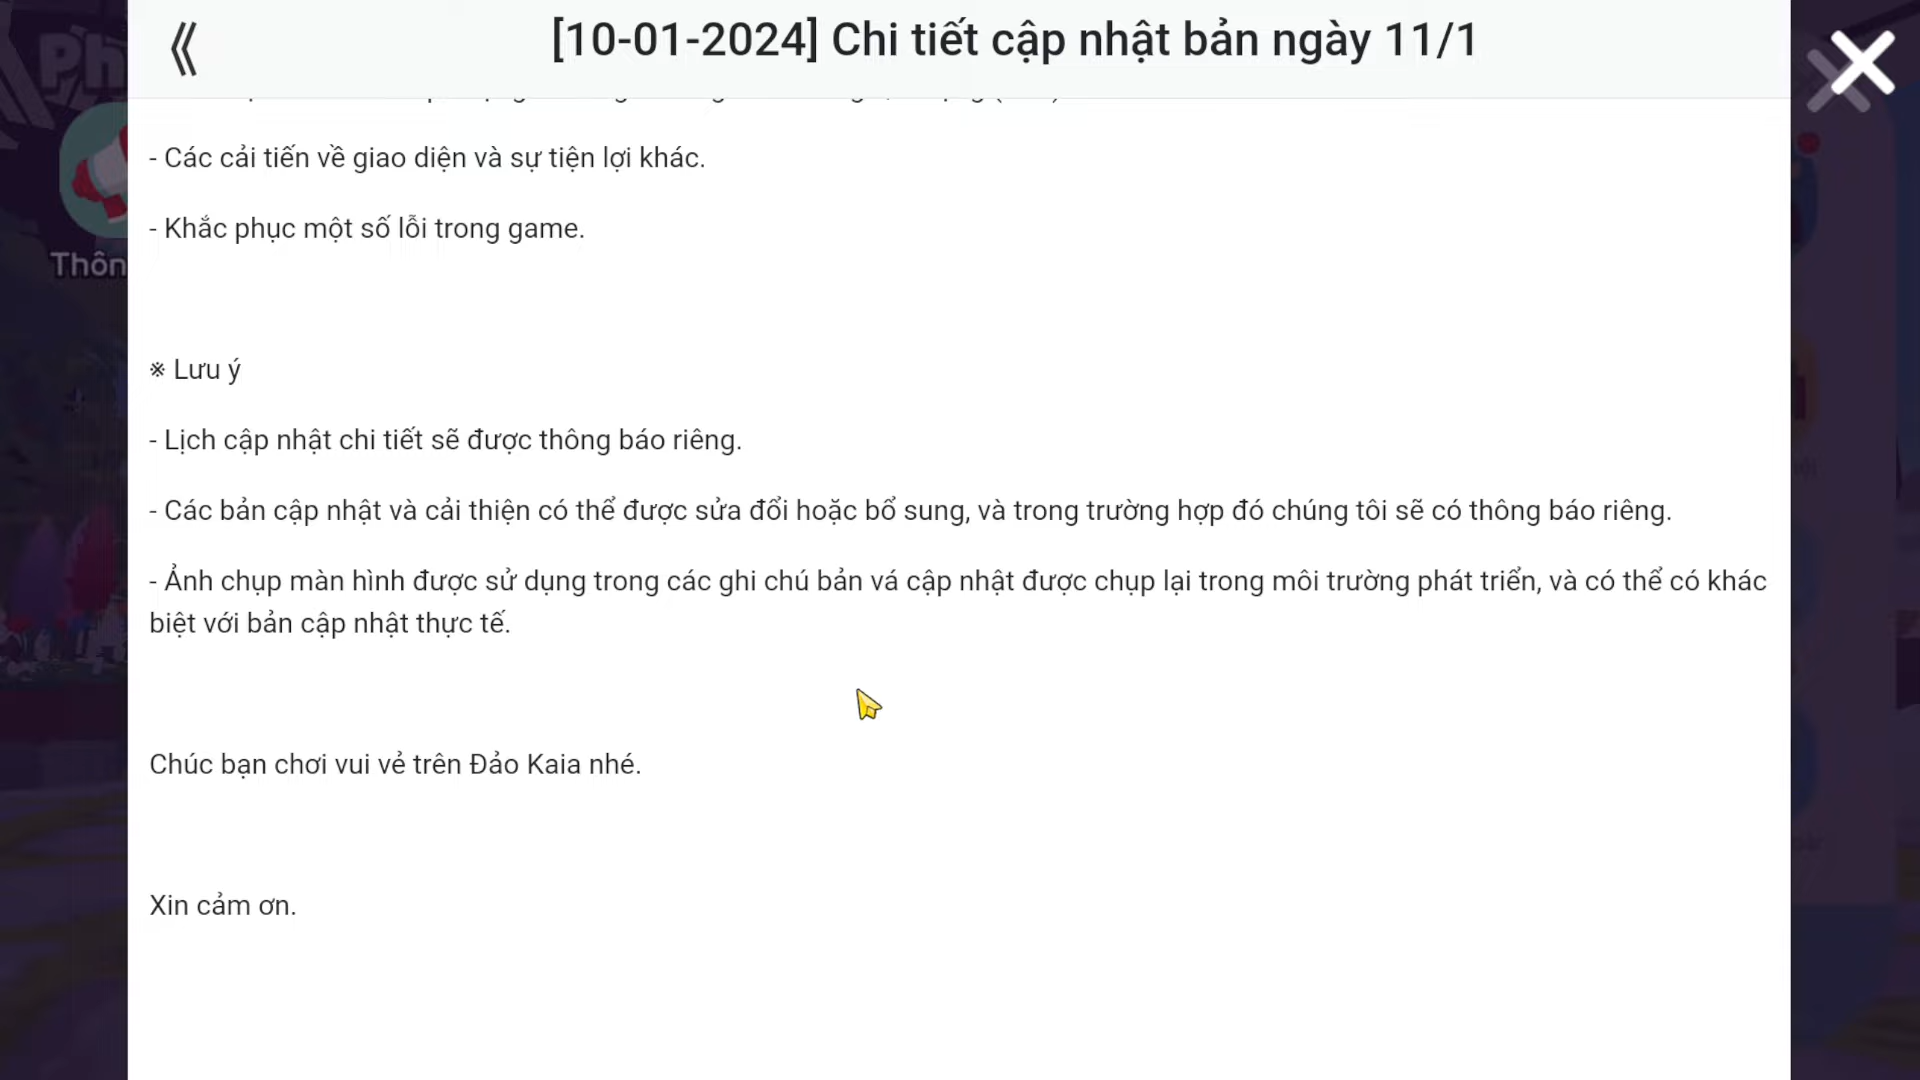 [10-01-2024] Chi tiết cập nhật bản ngày 11/1
- Các cải tiến về giao diện và sự tiện lợi khác.
- Khắc phục một số lỗi trong game.
Thôn
※ Lưu ý
- Lịch cập nhật chi tiết sẽ được thông báo riêng.
- Các bản cập nhật và cải thiện có thể được sửa đổi hoặc bổ sung, và trong trường hợp đó chúng tôi sẽ có thông báo riêng.
- Ảnh chụp màn hình được sử dụng trong các ghi chú bản vá cập nhật được chụp lại trong môi trường phát triển, và có thể có khác
biệt với bản cập nhật thực tế.
Chúc bạn chơi vui vẻ trên Đảo Kaia nhé.
Xin cảm ơn.